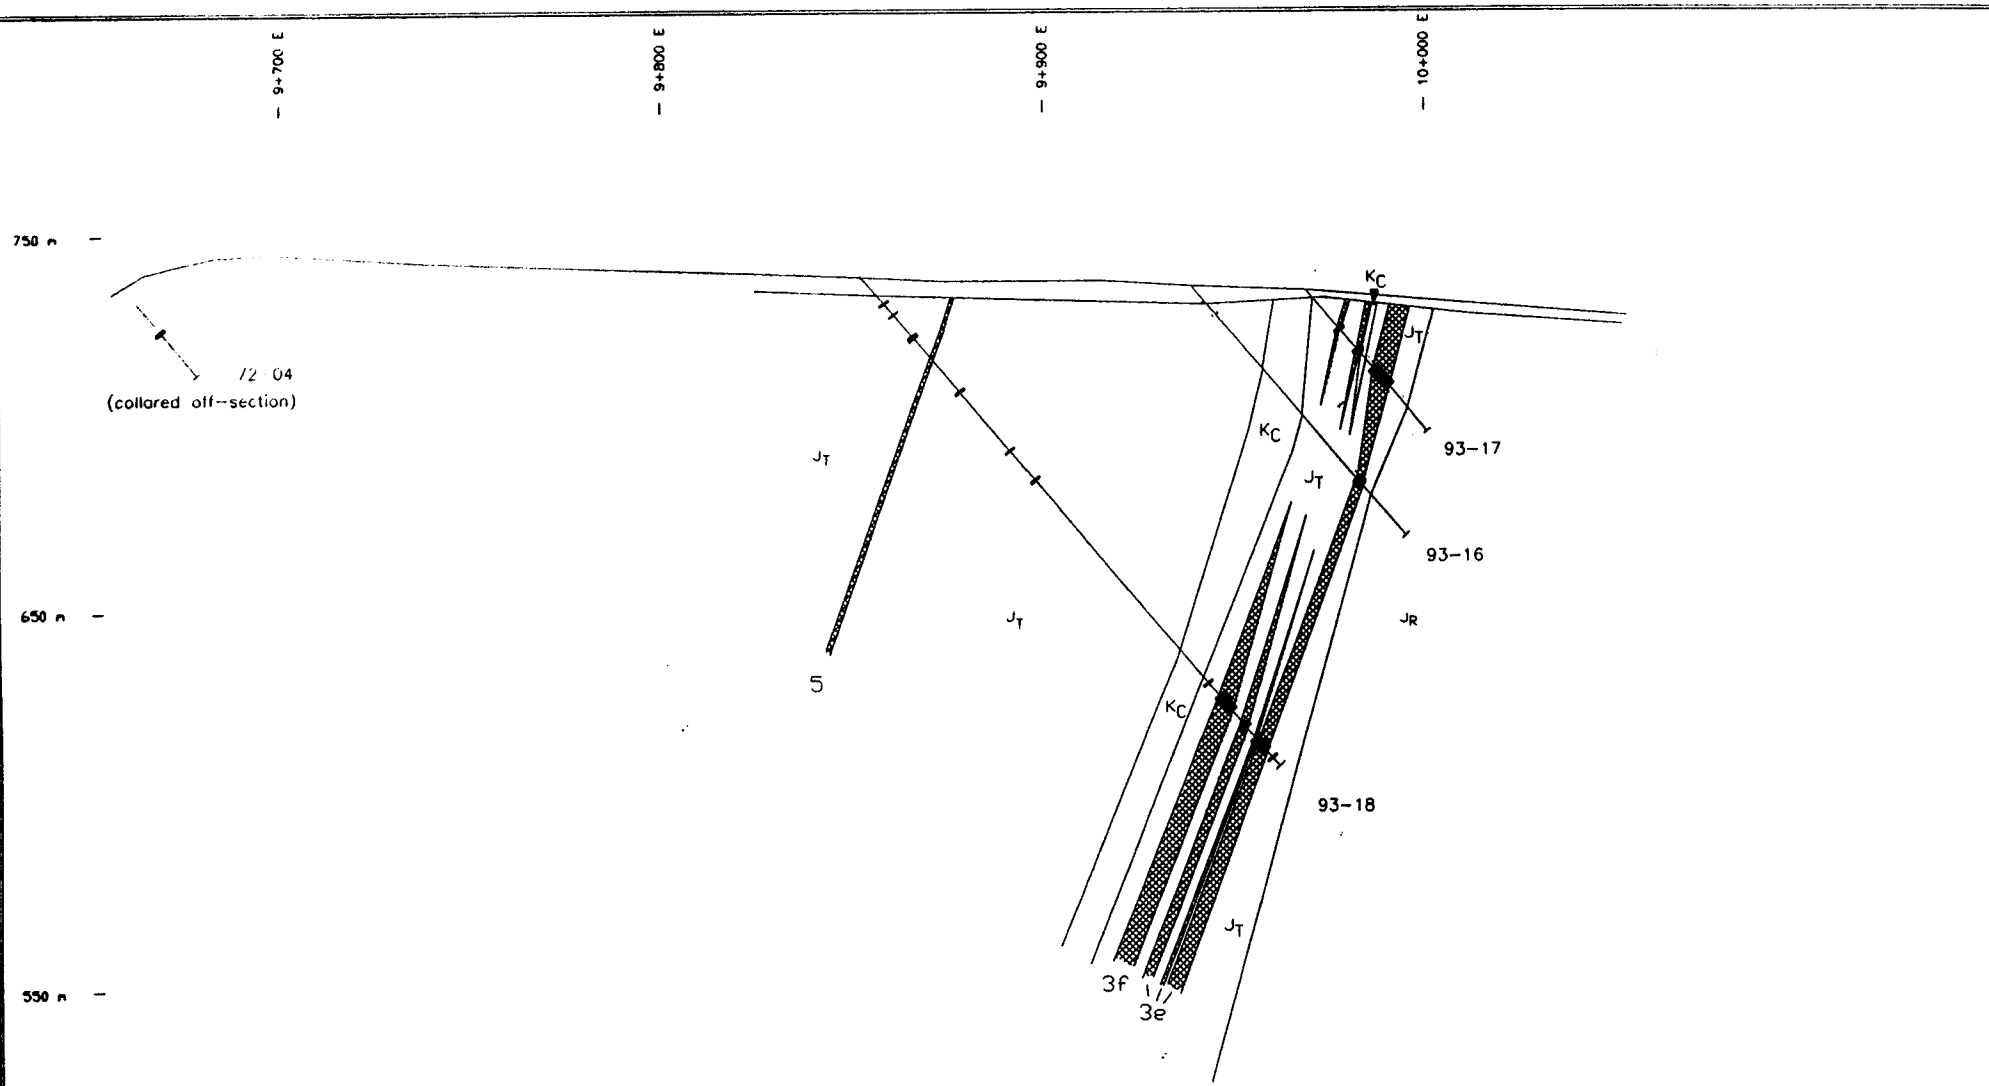 — 9+700 E
— 9+800 E
— 9+900 E
— 10+000 E
750 m —
KC
JT
72-04
(collared off-section)
KC
93-17
JT
JT
93-16
650 m —
JT
JR
5
KC
93-18
JT
3f
550 m —
3e